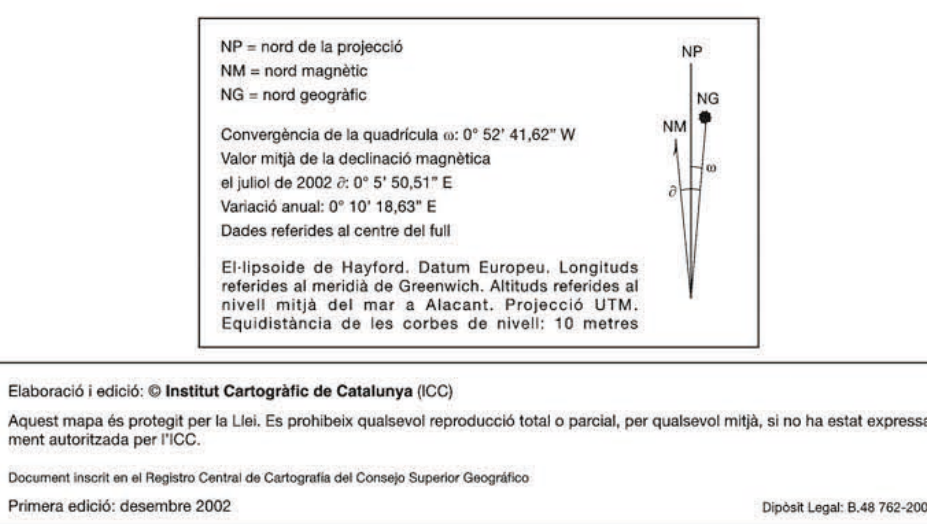 NP = nord de la projecció
NM = nord magnètic
NG = nord geogràfic
Convergència de la quadrícula ω: 0° 52' 41,62" W
Valor mitjà de la declinació magnètica
el juliol de 2002 ∂: 0° 5' 50,51" E
Variació anual: 0° 10' 18,63" E
Dades referides al centre del full
El·lipsoide de Hayford. Datum Europeu. Longituds
referides al meridià de Greenwich. Altituds referides al
nivell mitjà del mar a Alacant. Projecció UTM.
Equidistància de les corbes de nivell: 10 metres
NP
NG
NM
ω
∂
Elaboració i edició: © Institut Cartogràfic de Catalunya (ICC)
Aquest mapa és protegit per la Llei. Es prohibeix qualsevol reproducció total o parcial, per qualsevol mitjà, si no ha estat expressa
ment autoritzada per l'ICC.
Document inscrit en el Registro Central de Cartografía del Consejo Superior Geográfico
Primera edició: desembre 2002
Dipòsit Legal: B.48 762-200